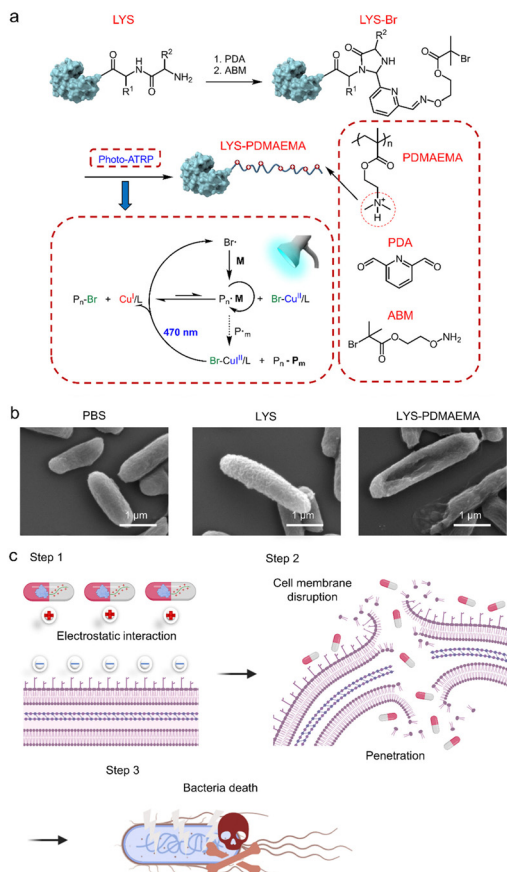 a
LYS
LYS-Br
O
H
N
R²
NH₂
R¹
O
1. PDA
2. ABM
R²
O
NH
O
N
R¹
N
N
O
O
O
Br
Photo-ATRP
LYS-PDMAEMA
n
O
O
PDMAEMA
N⁺
H
PDA
O
N
O
ABM
Br
O
O
O
NH₂
Br·
M
Pₙ-Br + Cuᴵ/L
Pₙ· M + Br-Cuᴵᴵ/L
470 nm
P·ₘ
Br-CuIᴵᴵ/L + Pₙ - Pₘ
b
PBS
LYS
LYS-PDMAEMA
1 μm
1 μm
1 μm
c
Step 1
Step 2
Cell membrane
disruption
Electrostatic interaction
Penetration
Step 3
Bacteria death